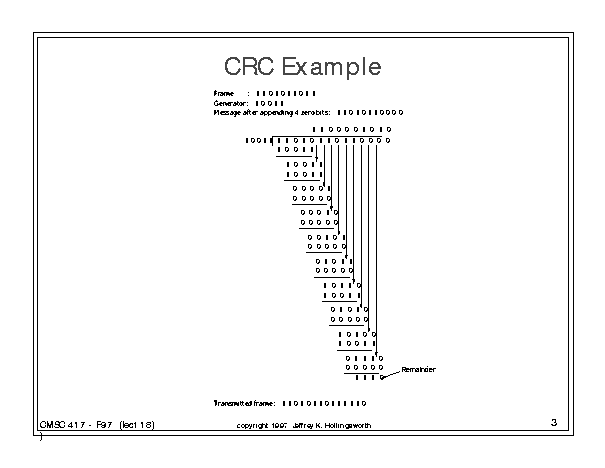 CRC Example
Frame : 1 1 0 1 0 1 1 0 1 1
Generator: 1 0 0 1 1
Message after appending 4 zero bits: 1 1 0 1 0 1 1 0 0 0 0
1 1 0 0 0 0 1 0 1 0
1 0 0 1 1 1 1 0 1 0 1 1 0 1 1 0 0 0 0
1 0 0 1 1
1 0 0 1 1
1 0 0 1 1
0 0 0 0 1
0 0 0 0 0
0 0 0 1 0
0 0 0 0 0
0 0 1 0 1
0 0 0 0 0
0 1 0 1 1
0 0 0 0 0
1 0 1 1 0
1 0 0 1 1
0 1 0 1 0
0 0 0 0 0
1 0 1 0 0
1 0 0 1 1
0 1 1 1 0
0 0 0 0 0
1 1 1 0
Remainder
Transmitted frame: 1 1 0 1 0 1 1 0 1 1 1 1 1 0
CMSC 417 - F97 (lect 18)
copyright 1997 Jeffrey K. Hollingsworth
3
)